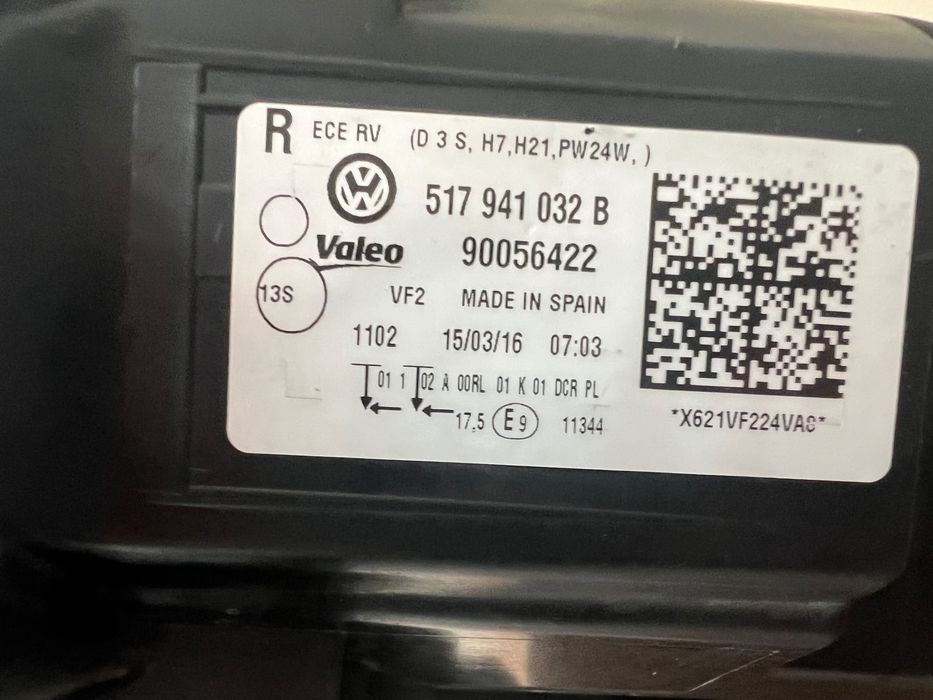 R ECE RV (D 3 S, H7,H21,PW24W, )
517 941 032 B
Valeo 90056422
13S VF2 MADE IN SPAIN
1102 15/03/16 07:03
01 1 02 A 00RL 01 K 01 DCR PL
17,5 E9 11344
*X621VF224VA8*